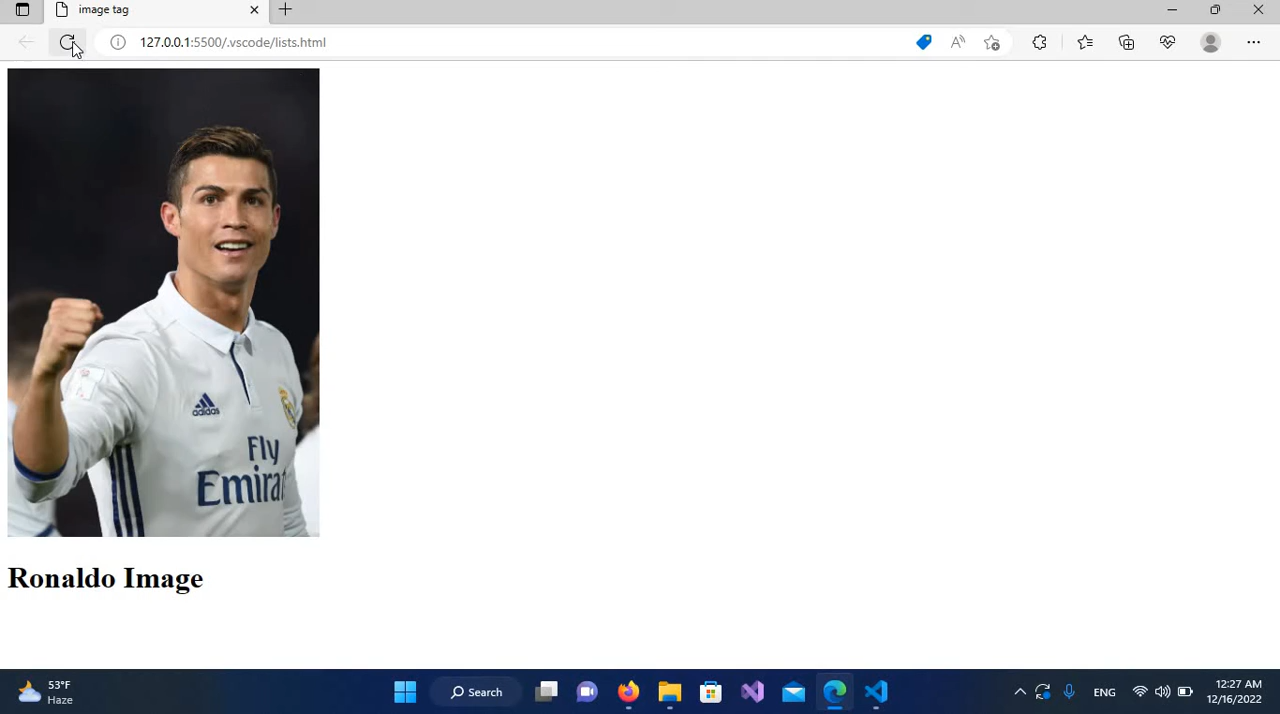 image tag
127.0.0.1:5500/.vscode/lists.html
adidas
Fly
Emirat
Ronaldo Image
53°F
Haze
Search
ENG
12:27 AM
12/16/2022